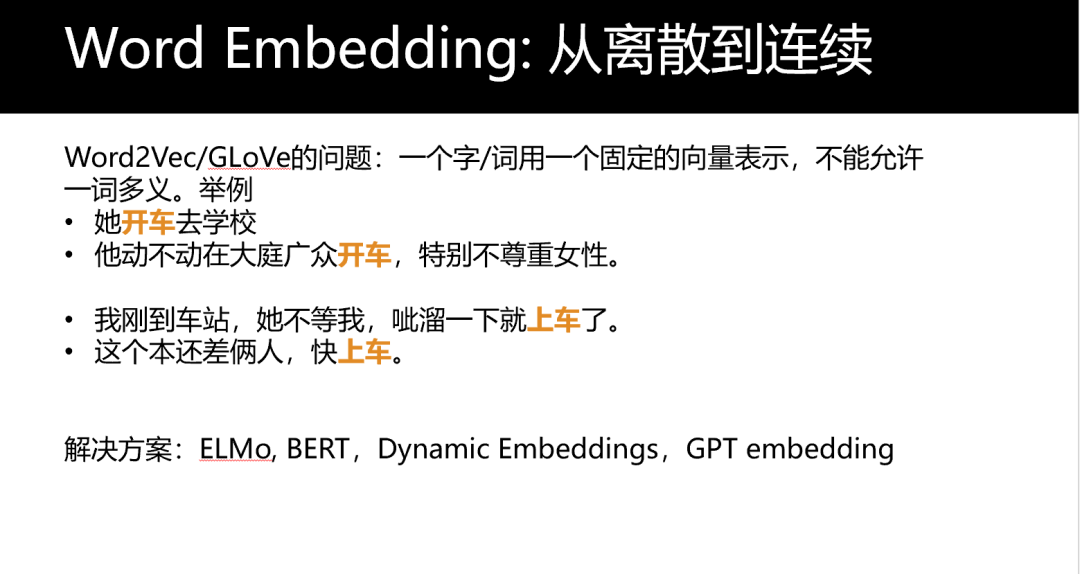 Word Embedding: 从离散到连续
Word2Vec/GLoVe的问题：一个字/词用一个固定的向量表示，不能允许
一词多义。举例
• 她开车去学校
• 他动不动在大庭广众开车，特别不尊重女性。
• 我刚到车站，她不等我，呲溜一下就上车了。
• 这个本还差俩人，快上车。
解决方案：ELMo, BERT，Dynamic Embeddings，GPT embedding